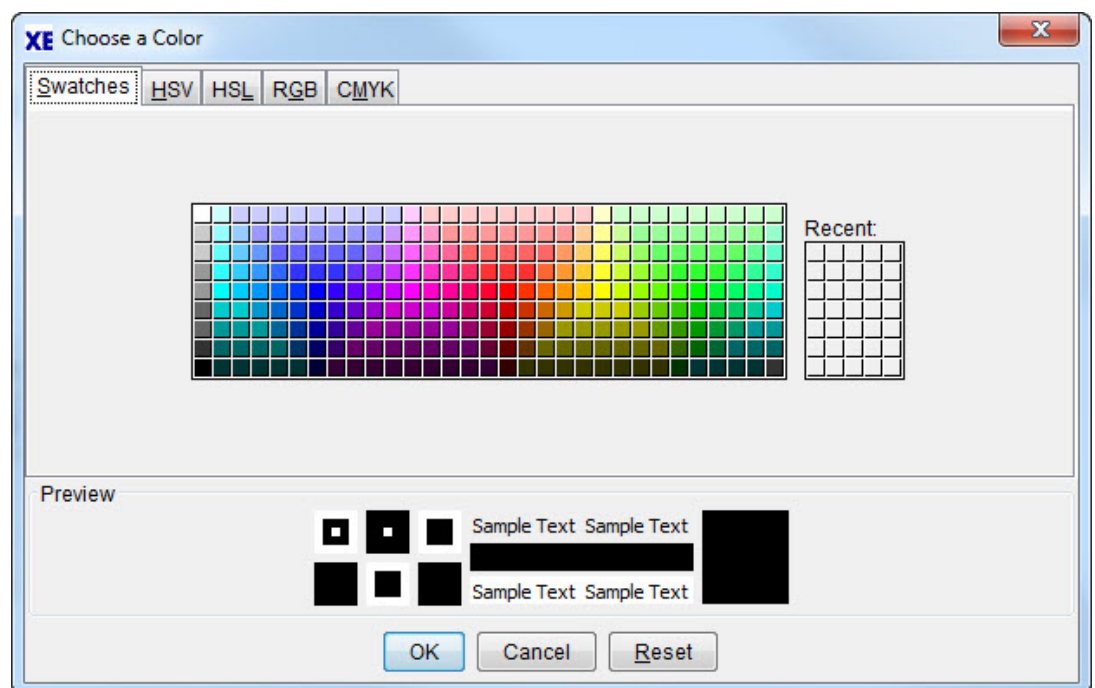 XE Choose a Color
Swatches HSV HSL RGB CMYK
Recent:
Preview
Sample Text Sample Text
Sample Text Sample Text
OK Cancel Reset